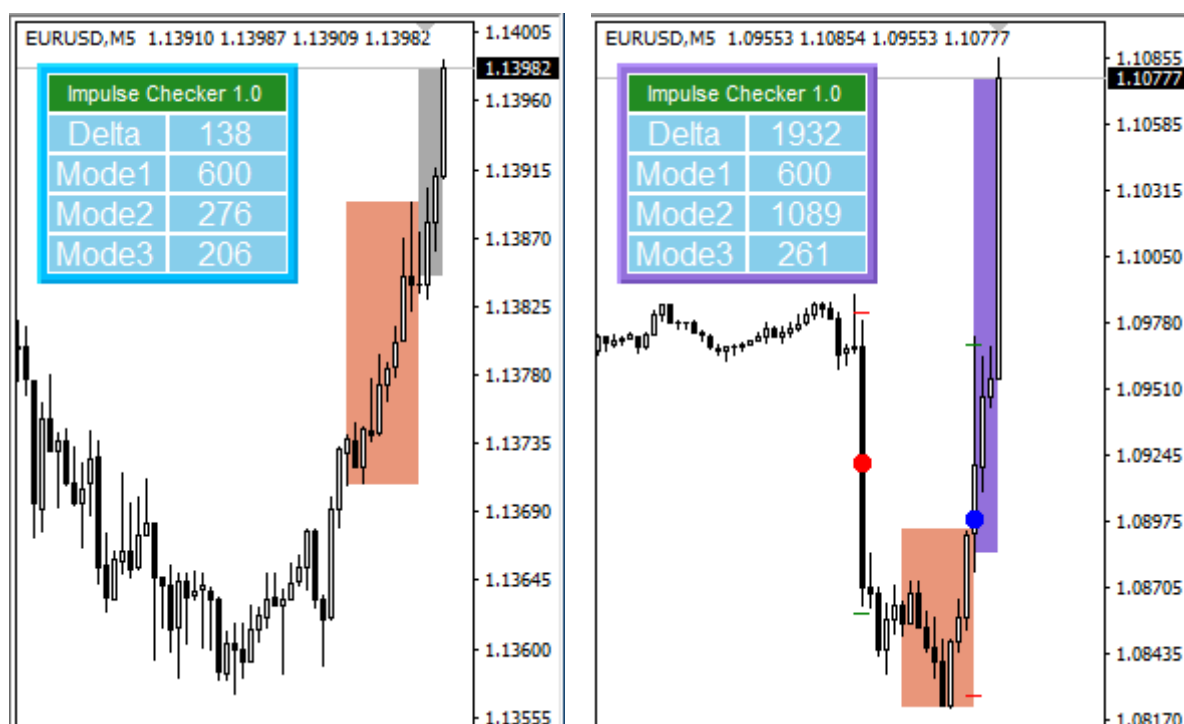 EURUSD,M5 1.13910 1.13987 1.13909 1.13982
Impulse Checker 1.0
Delta 138
Mode1 600
Mode2 276
Mode3 206
1.14005
1.13982
1.13960
1.13915
1.13870
1.13825
1.13780
1.13735
1.13690
1.13645
1.13600
1.13555
EURUSD,M5 1.09553 1.10854 1.09553 1.10777
Impulse Checker 1.0
Delta 1932
Mode1 600
Mode2 1089
Mode3 261
1.10855
1.10777
1.10585
1.10315
1.10050
1.09780
1.09510
1.09245
1.08975
1.08705
1.08435
1.08170